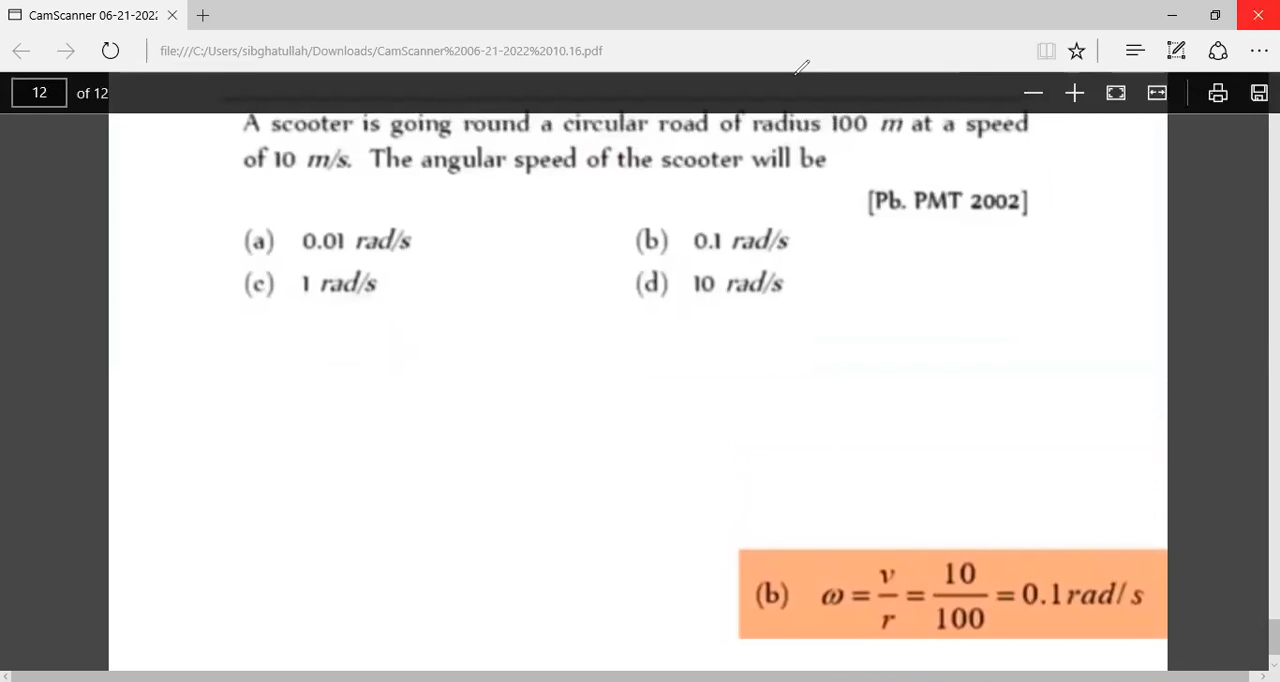 CamScanner 06-21-202
file:///C:/Users/sibghatullah/Downloads/CamScanner%2006-21-2022%2010.16.pdf
12 of 12
A scooter is going round a circular road of radius 100 m at a speed
of 10 m/s. The angular speed of the scooter will be
[Pb. PMT 2002]
(a) 0.01 rad/s (b) 0.1 rad/s
(c) 1 rad/s (d) 10 rad/s
(b) ω = v/r = 10/100 = 0.1 rad/s